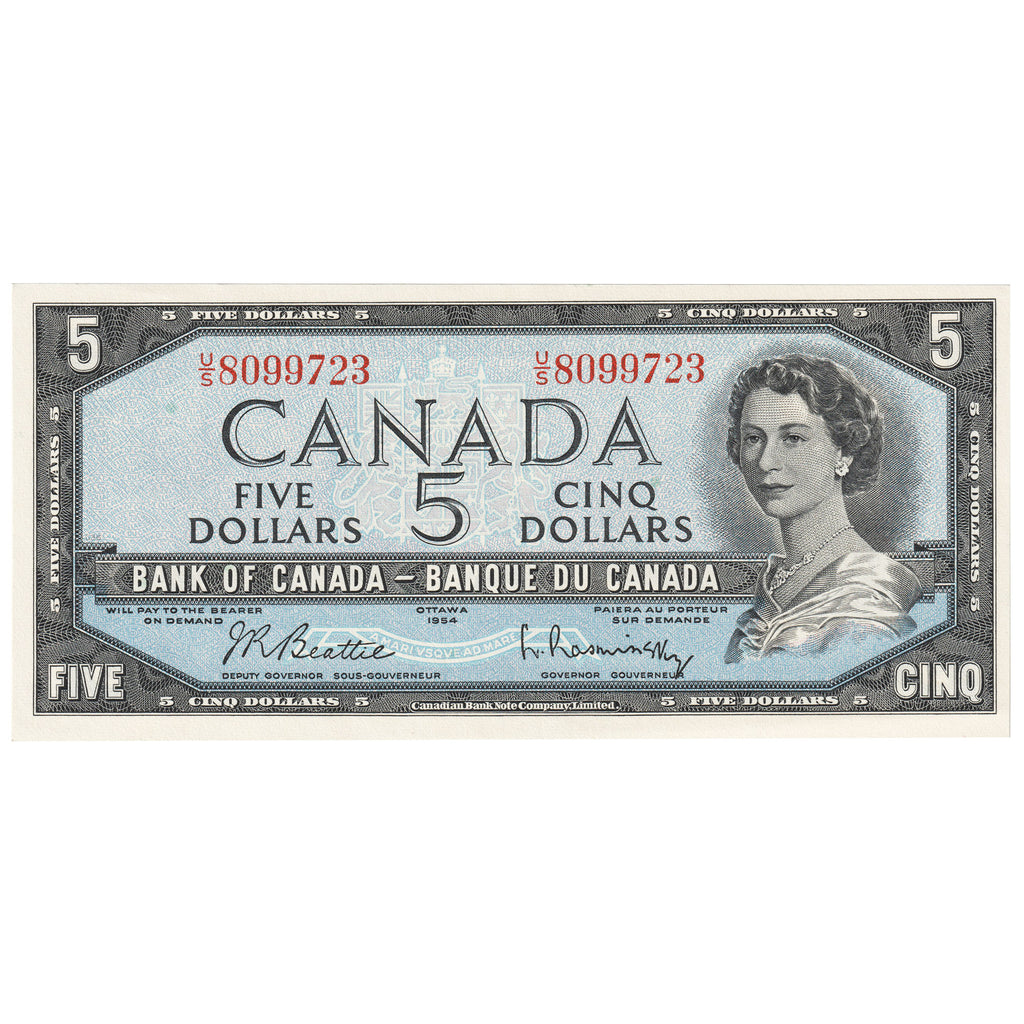 5 FIVE DOLLARS 5
5 CINQ DOLLARS 5
5
5
U/S 8099723
U/S 8099723
CANADA
FIVE DOLLARS
5
CINQ DOLLARS
5 FIVE DOLLARS 5
5 CINQ DOLLARS 5
BANK OF CANADA – BANQUE DU CANADA
WILL PAY TO THE BEARER
ON DEMAND
OTTAWA
1954
PAIERA AU PORTEUR
SUR DEMANDE
J.R. Beattie
A MARI VSQVE AD MARE
L. Rasminsky
DEPUTY GOVERNOR SOUS-GOUVERNEUR
GOVERNOR GOUVERNEUR
FIVE
CINQ
5 CINQ DOLLARS 5
Canadian Bank Note Company, Limited.
5 FIVE DOLLARS 5